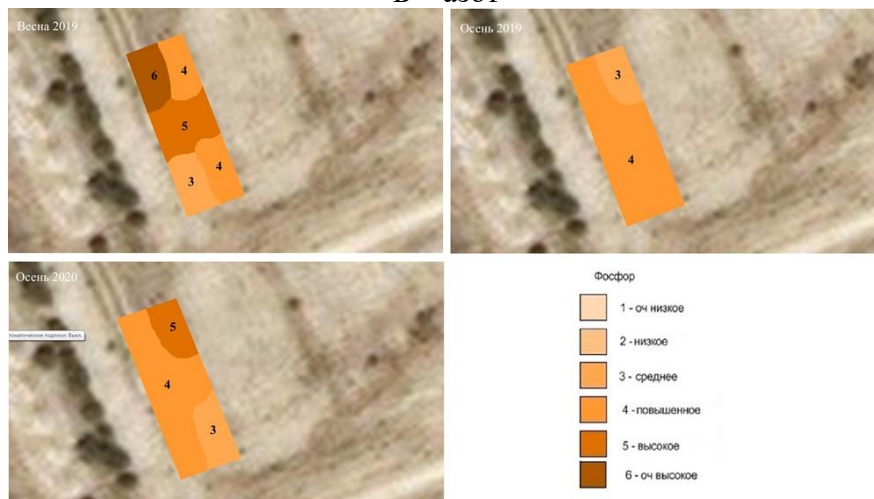 В – азот
Весна 2019
6
4
5
4
3
Осень 2019
3
4
Осень 2020
5
4
3
Фосфор
1 - оч низкое
2 - низкое
3 - среднее
4 - повышенное
5 - высокое
6 - оч высокое